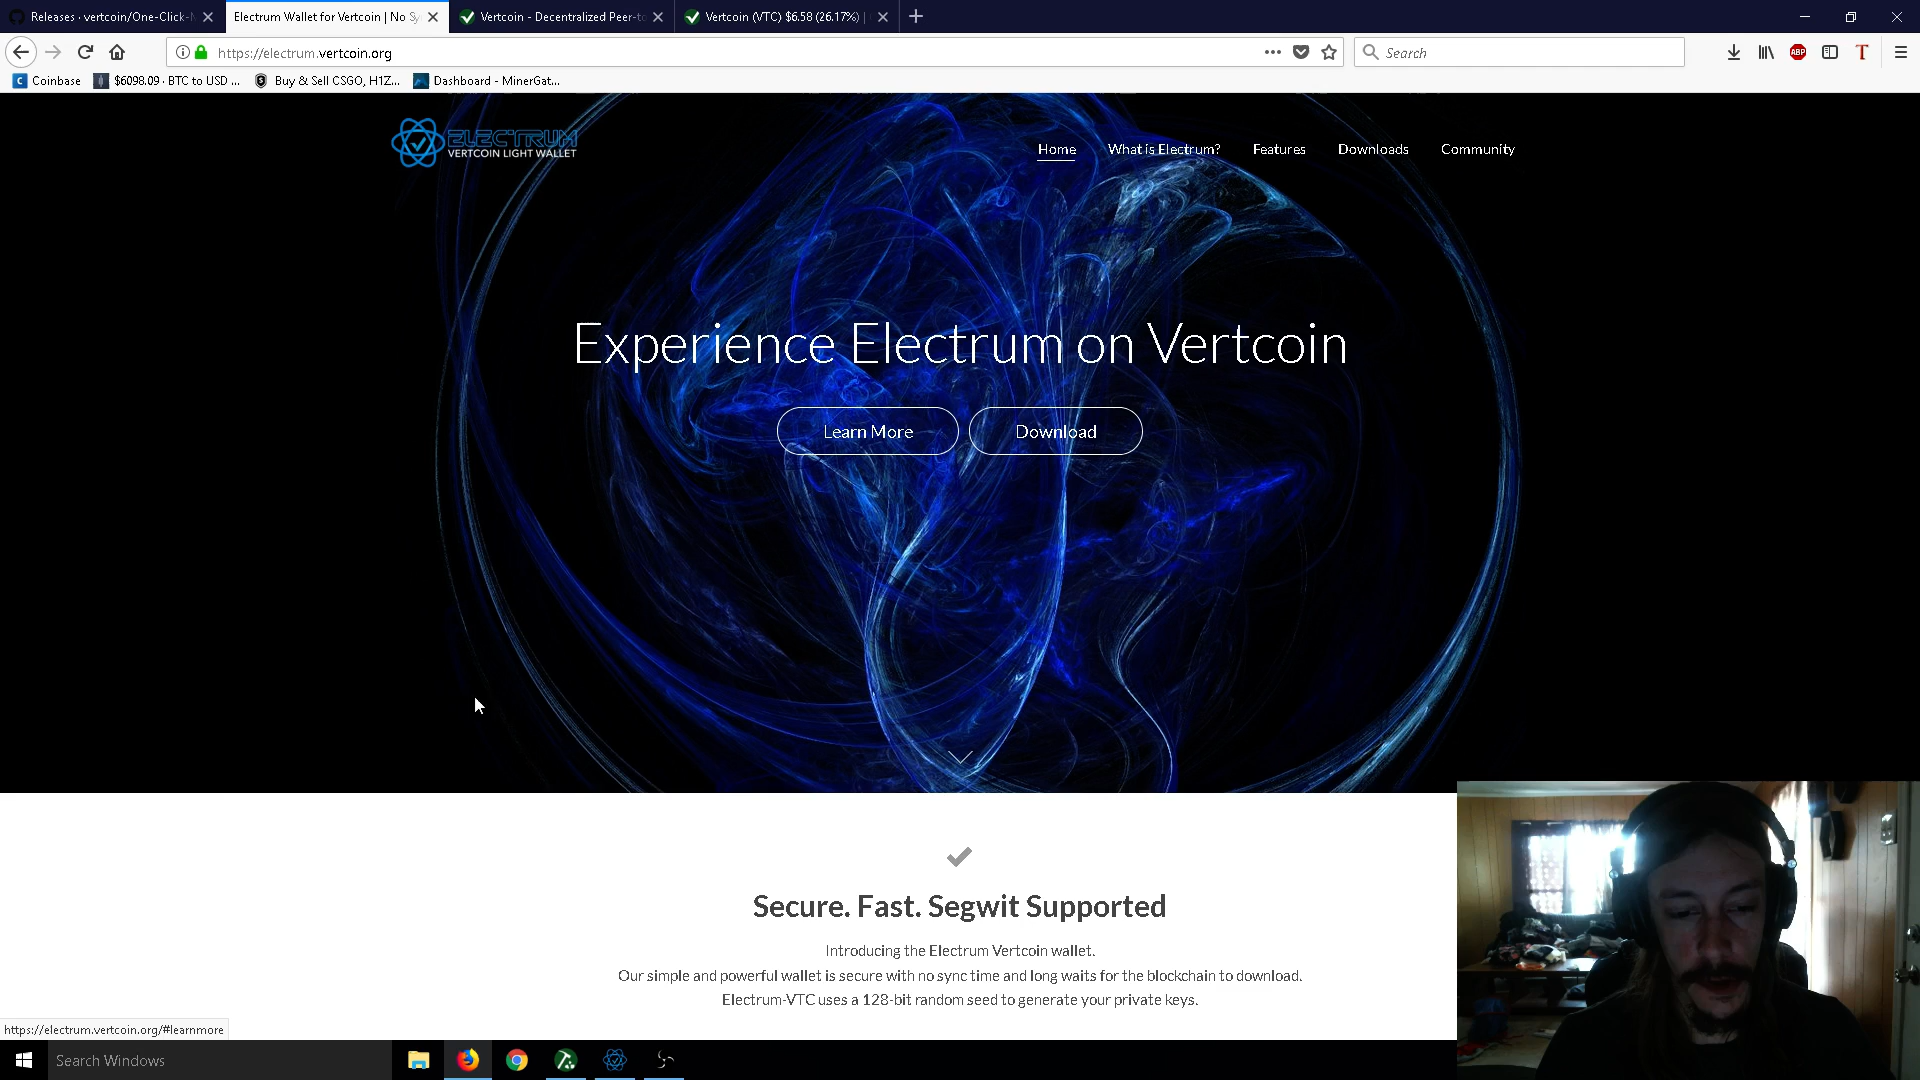 Releases · vertcoin/One-Click-
Electrum Wallet for Vertcoin | No Sy
Vertcoin - Decentralized Peer-to
Vertcoin (VTC) $6.58 (26.17%) |
https://electrum.vertcoin.org
Search
ABP
T
Coinbase
$6098.09 · BTC to USD ...
Buy & Sell CSGO, H1Z...
Dashboard - MinerGat...
ELECTRUM
VERTCOIN LIGHT WALLET
Home
What is Electrum?
Features
Downloads
Community
Experience Electrum on Vertcoin
Learn More
Download
Secure. Fast. Segwit Supported
Introducing the Electrum Vertcoin wallet.
Our simple and powerful wallet is secure with no sync time and long waits for the blockchain to download.
Electrum-VTC uses a 128-bit random seed to generate your private keys.
https://electrum.vertcoin.org/#learnmore
Search Windows